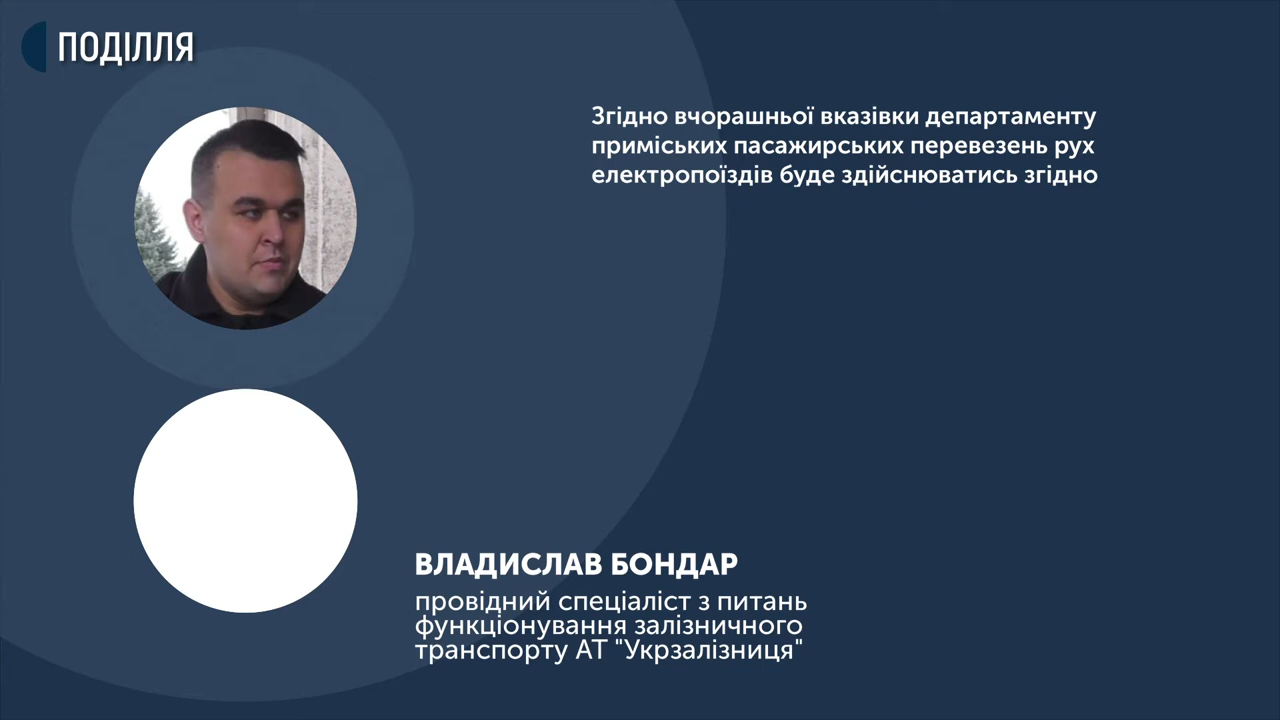 ПОДІЛЛЯ
Згідно вчорашньої вказівки департаменту
приміських пасажирських перевезень рух
електропоїздів буде здійснюватись згідно
ВЛАДИСЛАВ БОНДАР
провідний спеціаліст з питань
функціонування залізничного
транспорту АТ "Укрзалізниця"